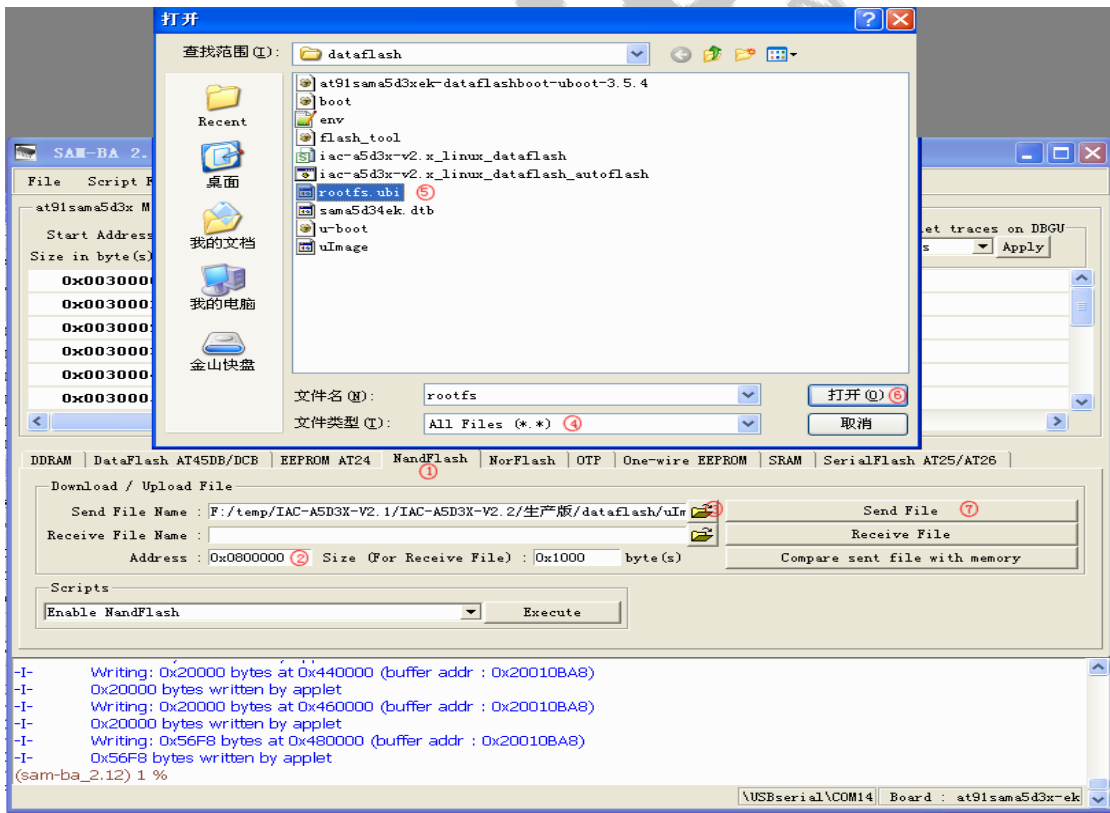 打开
查找范围(I): dataflash
at91sama5d3xek-dataflashboot-uboot-3.5.4
boot
env
flash_tool
iac-a5d3x-v2.x_linux_dataflash
iac-a5d3x-v2.x_linux_dataflash_autoflash
rootfs.ubi ⑤
sama5d34ek.dtb
u-boot
uImage
Recent
桌面
我的文档
我的电脑
金山快盘
文件名(N): rootfs 打开(O) ⑥
文件类型(T): All Files (*.*) ④ 取消
SAM-BA 2.
File Script F
at91sama5d3x M
Start Address
Size in byte(s)
et traces on DBGU
s Apply
0x0030000
0x003000
0x003000
0x003000
0x003000
0x003000
DDRAM DataFlash AT45DB/DCB EEPROM AT24 NandFlash NorFlash OTP One-wire EEPROM SRAM SerialFlash AT25/AT26
①
Download / Upload File
Send File Name : F:/temp/IAC-A5D3X-V2.1/IAC-A5D3X-V2.2/生产版/dataflash/uIm ③ Send File ⑦
Receive File Name : Receive File
Address : 0x0800000 ② Size (For Receive File) : 0x1000 byte(s) Compare sent file with memory
Scripts
Enable NandFlash Execute
-I- Writing: 0x20000 bytes at 0x440000 (buffer addr : 0x20010BA8)
-I- 0x20000 bytes written by applet
-I- Writing: 0x20000 bytes at 0x460000 (buffer addr : 0x20010BA8)
-I- 0x20000 bytes written by applet
-I- Writing: 0x56F8 bytes at 0x480000 (buffer addr : 0x20010BA8)
-I- 0x56F8 bytes written by applet
(sam-ba_2.12) 1 %
\USBserial\COM14 Board : at91sama5d3x-ek